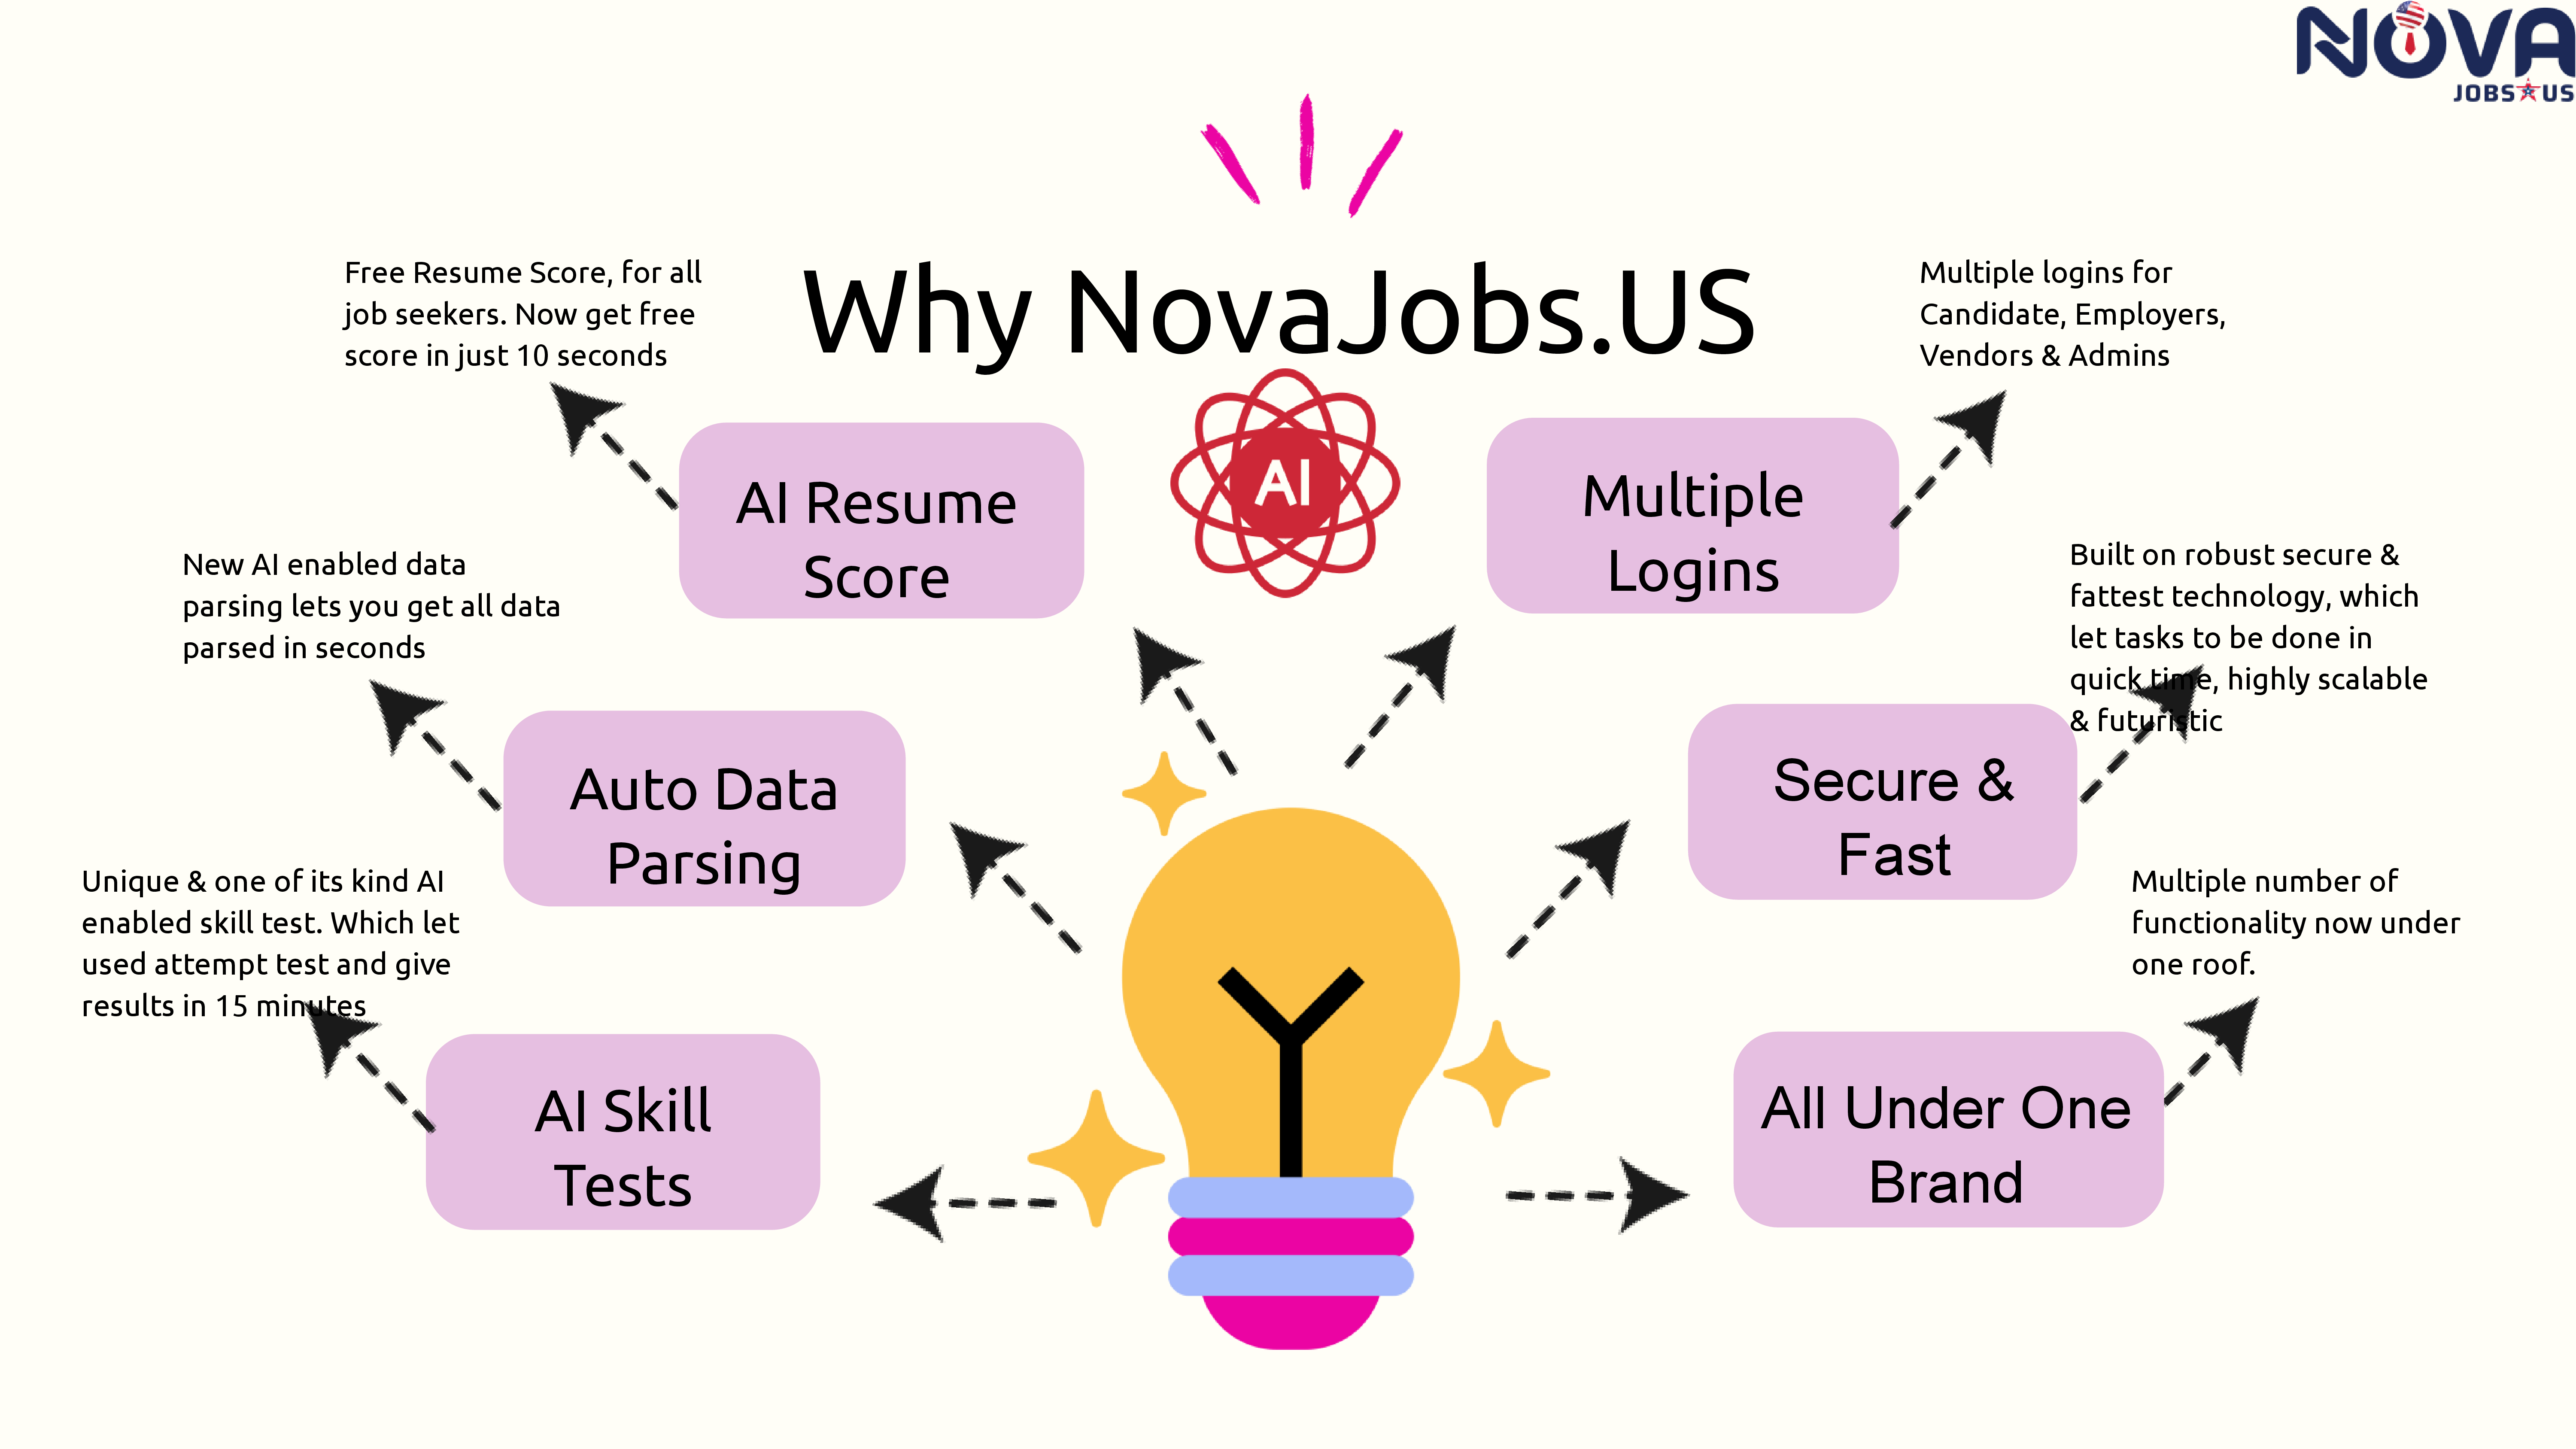 NOVA
JOBS US
Why NovaJobs.US
Free Resume Score, for all
job seekers. Now get free
score in just 10 seconds
AI Resume
Score
AI
Multiple
Logins
Multiple logins for
Candidate, Employers,
Vendors & Admins
New AI enabled data
parsing lets you get all data
parsed in seconds
Auto Data
Parsing
Secure &
Fast
Built on robust secure &
fattest technology, which
let tasks to be done in
quick time, highly scalable
& futuristic
Unique & one of its kind AI
enabled skill test. Which let
used attempt test and give
results in 15 minutes
AI Skill
Tests
All Under One
Brand
Multiple number of
functionality now under
one roof.